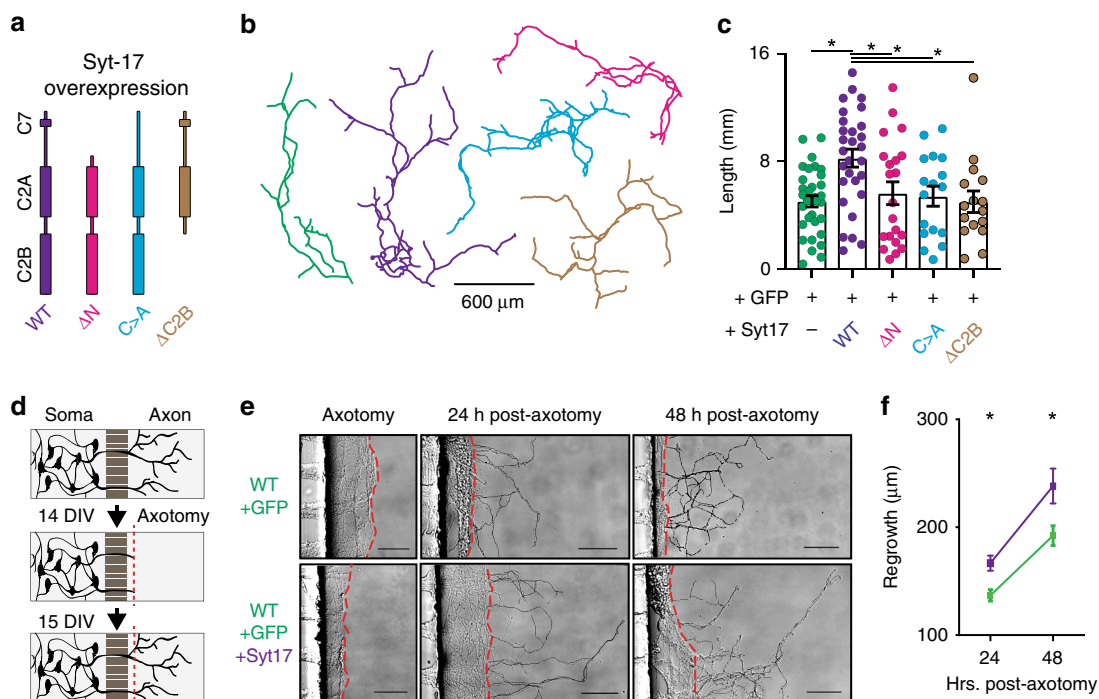 a
Syt-17
overexpression
C7
C2A
C2B
WT
ΔN
C>A
ΔC2B
b
600 μm
c
* * * *
16
8
0
Length (mm)
+ GFP + + + + +
+ Syt17 – WT ΔN C>A ΔC2B
d
Soma Axon
14 DIV Axotomy
15 DIV
e
Axotomy 24 h post-axotomy 48 h post-axotomy
WT
+GFP
WT
+GFP
+Syt17
f
* *
300
200
100
Regrowth (μm)
24 48
Hrs. post-axotomy